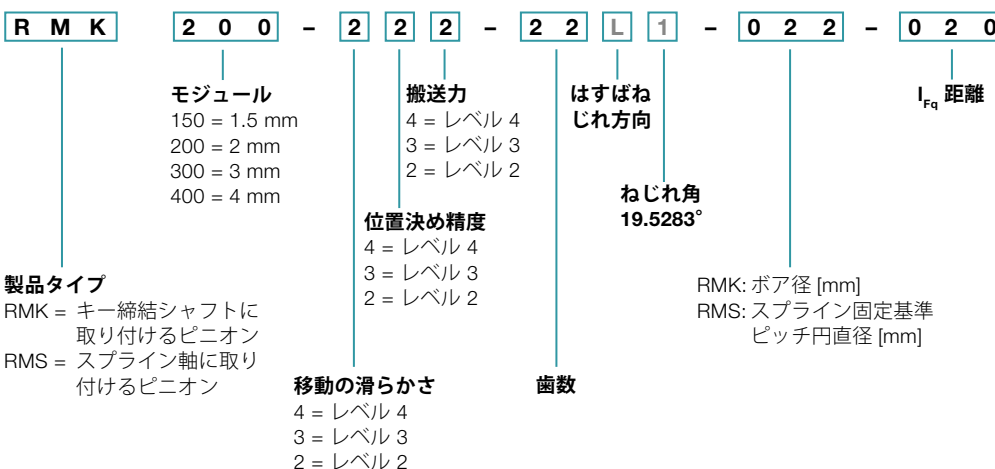 R M K 2 0 0 – 2 2 2 – 2 2 L 1 – 0 2 2 – 0 2 0
モジュール
150 = 1.5 mm
200 = 2 mm
300 = 3 mm
400 = 4 mm
搬送力
4 = レベル 4
3 = レベル 3
2 = レベル 2
はすばね
じれ方向
l_Fq 距離
ねじれ角
19.5283°
位置決め精度
4 = レベル 4
3 = レベル 3
2 = レベル 2
製品タイプ
RMK = キー締結シャフトに
取り付けるピニオン
RMS = スプライン軸に取り
付けるピニオン
RMK: ボア径 [mm]
RMS: スプライン固定基準
ピッチ円直径 [mm]
移動の滑らかさ
4 = レベル 4
3 = レベル 3
2 = レベル 2
歯数